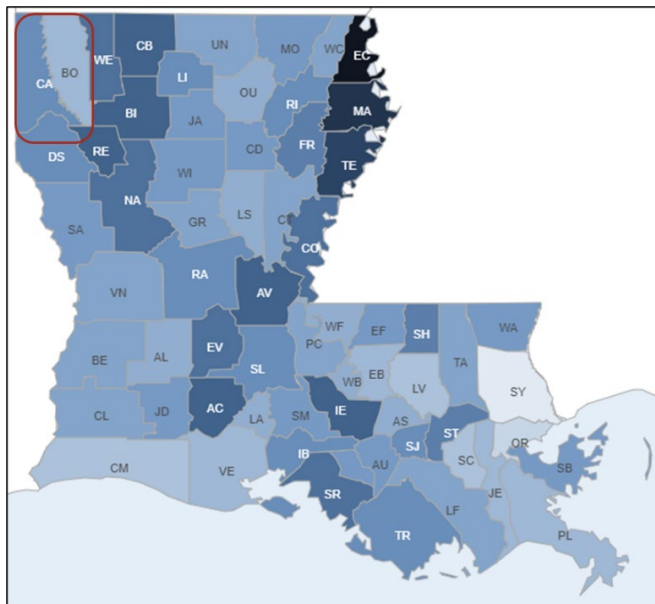 WE CB UN MO WC EC
CA BO LI OU RI MA
BI JA
DS RE WI CD FR TE
NA
SA GR LS CT CO
RA AV
VN
WF EF SH WA
BE AL EV SL PC WB EB LV TA SY
CL JD AC LA SM IE AS SJ ST OR
CM VE IB AU SC SB
SR LF JE
TR PL